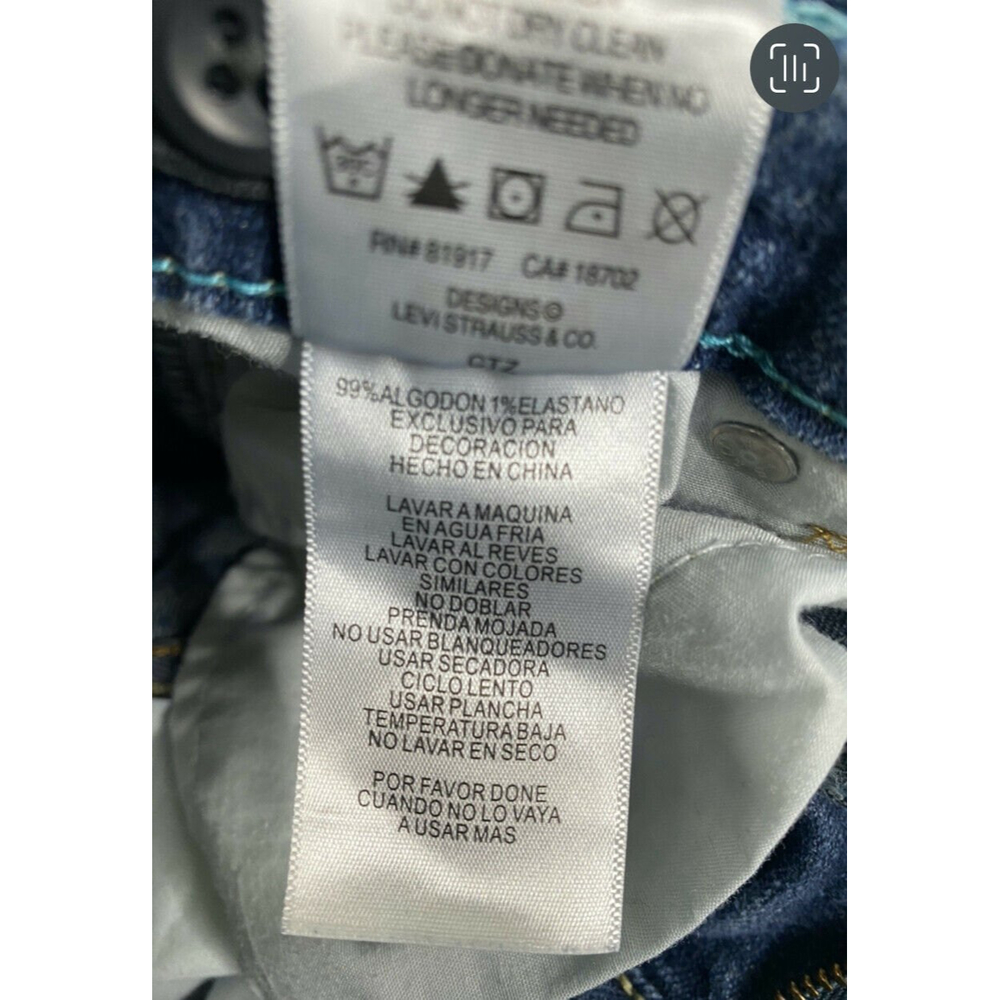 DO NOT DRY CLEAN
PLEASE DONATE WHEN NO
LONGER NEEDED
RN# 81917 CA# 18702
DESIGNS©
LEVI STRAUSS & CO.
GTZ
99%ALGODON 1%ELASTANO
EXCLUSIVO PARA
DECORACION
HECHO EN CHINA
LAVAR A MAQUINA
EN AGUA FRIA
LAVAR AL REVES
LAVAR CON COLORES
SIMILARES
NO DOBLAR
PRENDA MOJADA
NO USAR BLANQUEADORES
USAR SECADORA
CICLO LENTO
USAR PLANCHA
TEMPERATURA BAJA
NO LAVAR EN SECO
POR FAVOR DONE
CUANDO NO LO VAYA
A USAR MAS